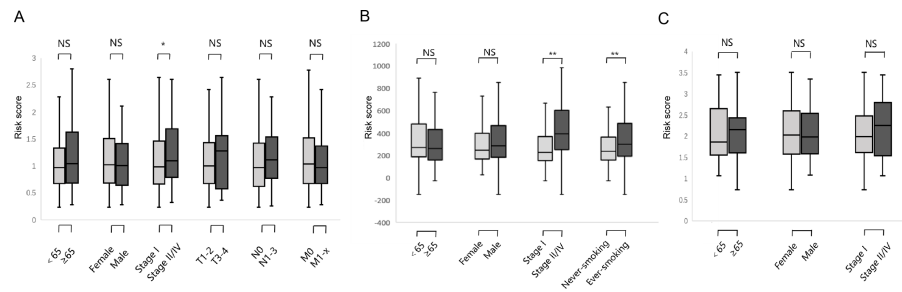 A
NS NS * NS NS NS
3
2.5
2
1.5
1
0.5
0
Risk score
<65 ≥65 Female Male Stage I Stage II/IV T1-2 T3-4 N0 N1-3 M0 M1-x
B
NS NS ** **
1200
1000
800
600
400
200
0
-200
-400
Risk score
<65 ≥65 Female Male Stage I Stage II/IV Never-smoking Ever-smoking
C
NS NS NS
4
3.5
3
2.5
2
1.5
1
0.5
0
Risk score
<65 ≥65 Female Male Stage I Stage II/IV